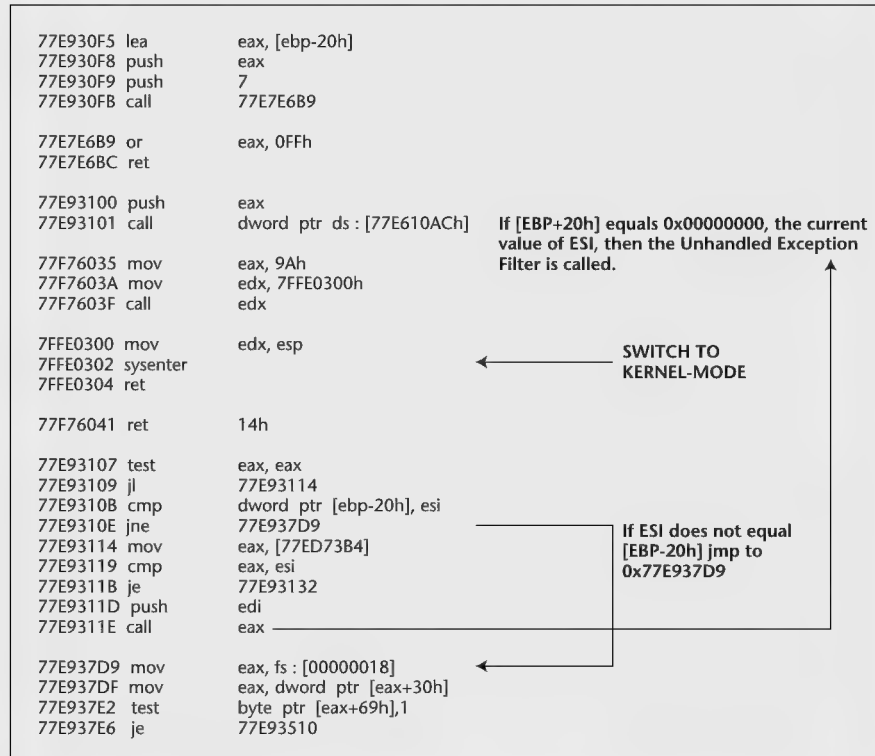 77E930F5 lea eax, [ebp-20h]
77E930F8 push eax
77E930F9 push 7
77E930FB call 77E7E6B9
77E7E6B9 or eax, 0FFh
77E7E6BC ret
77E93100 push eax
77E93101 call dword ptr ds : [77E610ACh]
If [EBP+20h] equals 0x00000000, the current
value of ESI, then the Unhandled Exception
Filter is called.
77F76035 mov eax, 9Ah
77F7603A mov edx, 7FFE0300h
77F7603F call edx
7FFE0300 mov edx, esp
7FFE0302 sysenter
7FFE0304 ret
SWITCH TO
KERNEL-MODE
77F76041 ret 14h
77E93107 test eax, eax
77E93109 jl 77E93114
77E9310B cmp dword ptr [ebp-20h], esi
77E9310E jne 77E937D9
77E93114 mov eax, [77ED73B4]
77E93119 cmp eax, esi
77E9311B je 77E93132
77E9311D push edi
77E9311E call eax
If ESI does not equal
[EBP-20h] jmp to
0x77E937D9
77E937D9 mov eax, fs : [00000018]
77E937DF mov eax, dword ptr [eax+30h]
77E937E2 test byte ptr [eax+69h],1
77E937E6 je 77E93510